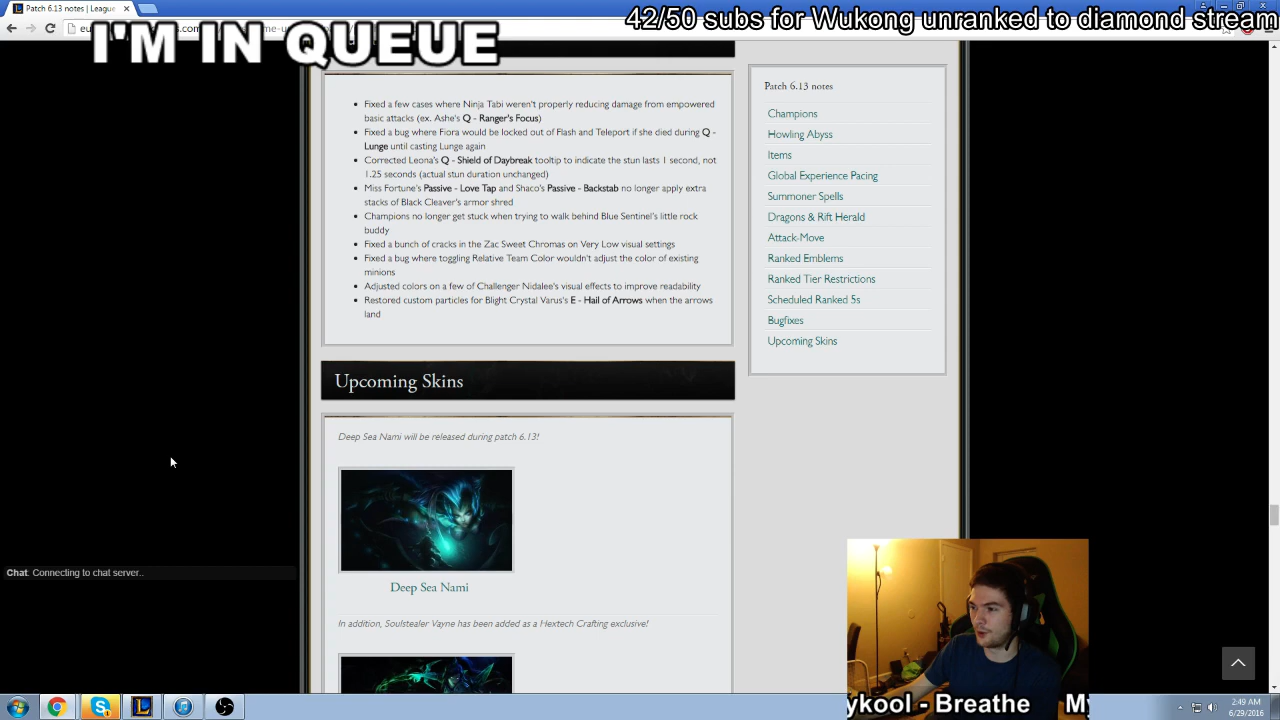 Patch 6.13 notes | League
42/50 subs for Wukong unranked to diamond stream
I'M IN QUEUE
Fixed a few cases where Ninja Tabi weren't properly reducing damage from empowered
basic attacks (ex. Ashe's Q - Ranger's Focus)
Fixed a bug where Fiora would be locked out of Flash and Teleport if she died during Q -
Lunge until casting Lunge again
Corrected Leona's Q - Shield of Daybreak tooltip to indicate the stun lasts 1 second, not
1.25 seconds (actual stun duration unchanged)
Miss Fortune's Passive - Love Tap and Shaco's Passive - Backstab no longer apply extra
stacks of Black Cleaver's armor shred
Champions no longer get stuck when trying to walk behind Blue Sentinel's little rock
buddy
Fixed a bunch of cracks in the Zac Sweet Chromas on Very Low visual settings
Fixed a bug where toggling Relative Team Color wouldn't adjust the color of existing
minions
Adjusted colors on a few of Challenger Nidalee's visual effects to improve readability
Restored custom particles for Blight Crystal Varus's E - Hail of Arrows when the arrows
land
Upcoming Skins
Deep Sea Nami will be released during patch 6.13!
Deep Sea Nami
In addition, Soulstealer Vayne has been added as a Hextech Crafting exclusive!
Patch 6.13 notes
Champions
Howling Abyss
Items
Global Experience Pacing
Summoner Spells
Dragons & Rift Herald
Attack-Move
Ranked Emblems
Ranked Tier Restrictions
Scheduled Ranked 5s
Bugfixes
Upcoming Skins
Chat: Connecting to chat server..
ykool - Breathe My
2:49 AM
6/29/2016